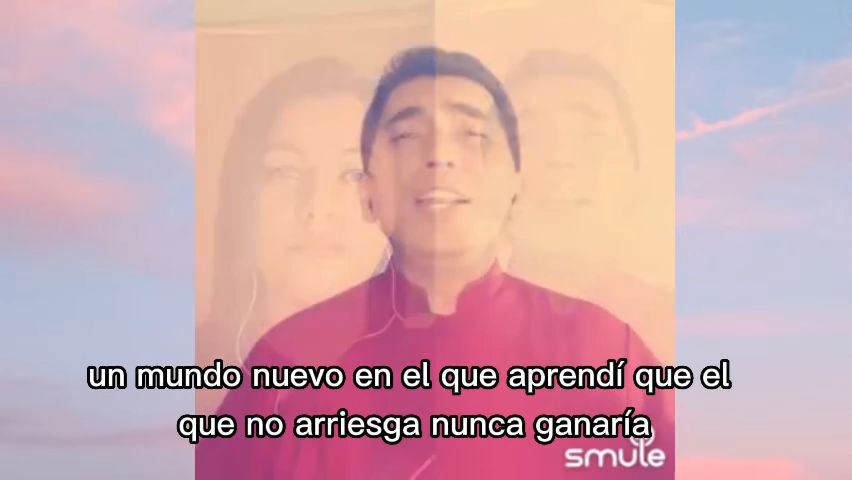 un mundo nuevo en el que aprendí que el
que no arriesga nunca ganaría
smule